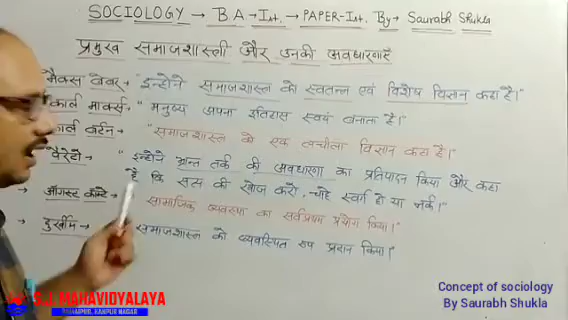 SOCIOLOGY → B A - Ist. → PAPER - Ist. By → Saurabh Shukla
प्रमुख समाजशास्त्री और उनकी अवधारणाएँ
मैक्स वेबर → "इन्होंने समाजशास्त्र को स्वतन्त्र एवं विशेष विज्ञान कहा है।"
कार्ल मार्क्स → "मनुष्य अपना इतिहास स्वयं बनाता है।"
"समाजशास्त्र को एक लचीला विज्ञान कहा है।"
पैरेटो → "इन्होंने भ्रान्त तर्क की अवधारणा का प्रतिपादन किया और कहा
है कि सत्य की खोज करो, चाहे स्वर्ग हो या नर्क।"
→ ऑगस्ट कॉम्टे → सामाजिक व्यवस्था का सर्वप्रथम प्रयोग किया।"
→ दुर्खीम → समाजशास्त्र को व्यवस्थित रूप प्रदान किया।"
Concept of sociology
By Saurabh Shukla
S.J MAHAVIDYALAYA
KANPUR NAGAR